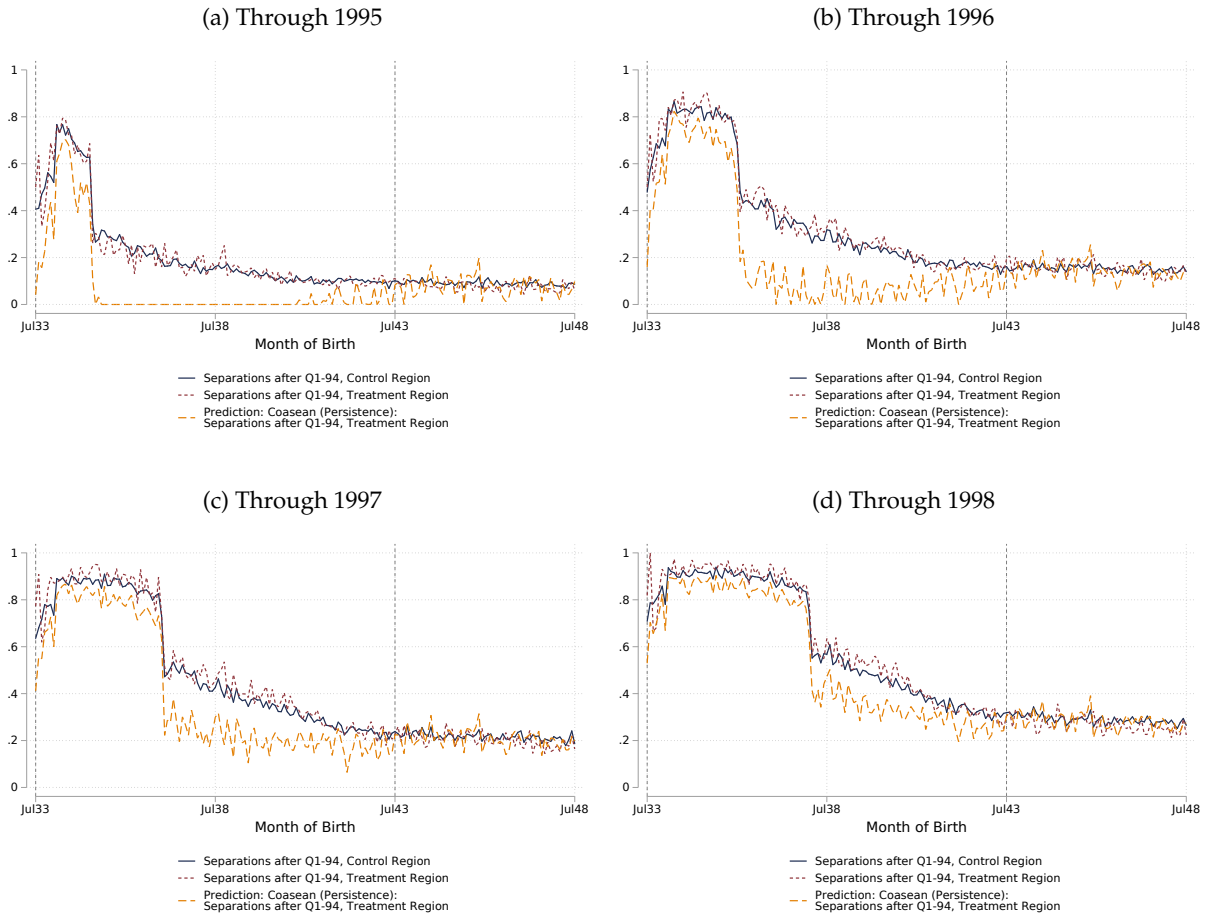 (a) Through 1995
1
.8
.6
.4
.2
0
Jul33
Jul38
Jul43
Jul48
Month of Birth
Separations after Q1-94, Control Region
Separations after Q1-94, Treatment Region
Prediction: Coasean (Persistence):
Separations after Q1-94, Treatment Region
(b) Through 1996
1
.8
.6
.4
.2
0
Jul33
Jul38
Jul43
Jul48
Month of Birth
Separations after Q1-94, Control Region
Separations after Q1-94, Treatment Region
Prediction: Coasean (Persistence):
Separations after Q1-94, Treatment Region
(c) Through 1997
1
.8
.6
.4
.2
0
Jul33
Jul38
Jul43
Jul48
Month of Birth
Separations after Q1-94, Control Region
Separations after Q1-94, Treatment Region
Prediction: Coasean (Persistence):
Separations after Q1-94, Treatment Region
(d) Through 1998
1
.8
.6
.4
.2
0
Jul33
Jul38
Jul43
Jul48
Month of Birth
Separations after Q1-94, Control Region
Separations after Q1-94, Treatment Region
Prediction: Coasean (Persistence):
Separations after Q1-94, Treatment Region